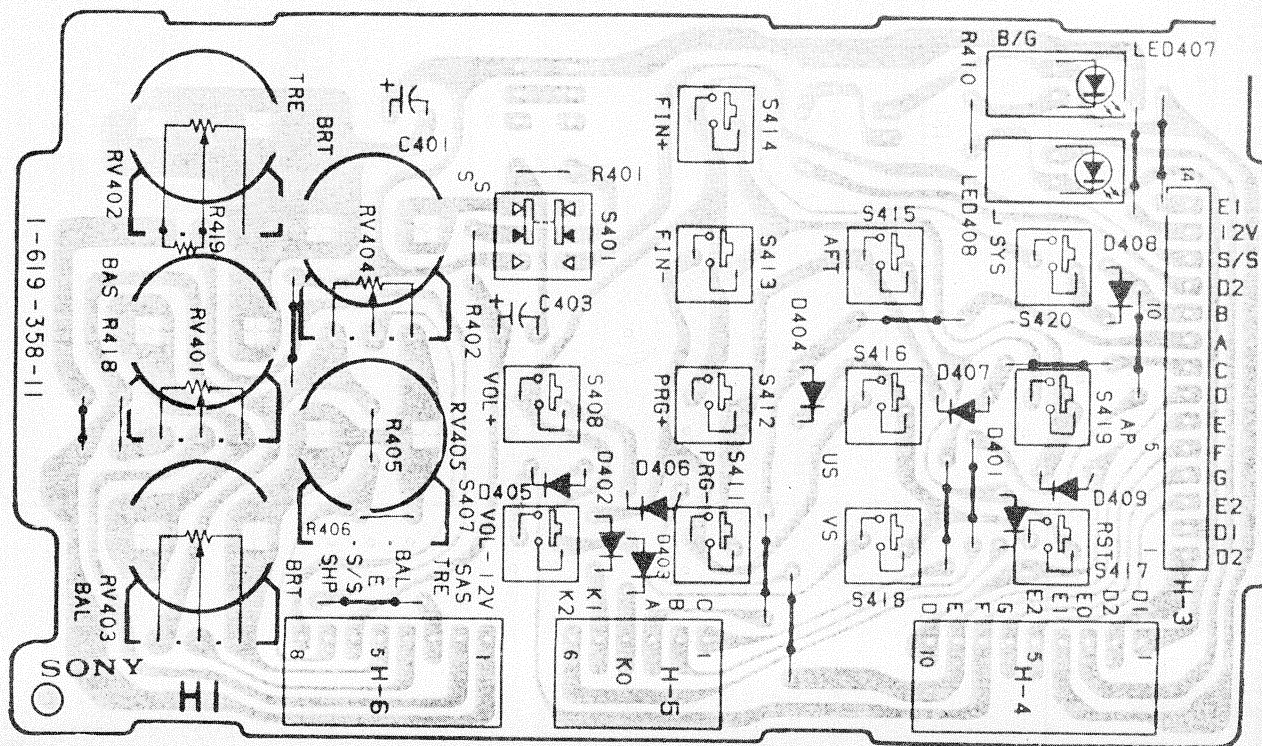 B/G
LED407
R410
TRE
BRT
C401
FIN+
S414
RV402
R419
S
S
R401
S401
RV404
FIN-
S413
S415
AFT
LED408
SYS
D408
S420
14
E1
12V
S/S
D2
B
A
C
D
E
F
G
E2
D1
D2
10
5
1
H-3
1-619-358-11
BAS
R418
RV401
C403
R402
D404
S416
D407
VOL+
S408
PRG+
S412
S419
AP
R405
RV405
D405
D402
D406
PRG-
S411
US
D401
D409
S407
VOL-
R406
D403
VS
RST
S417
S418
RV403
BAL
BRT
SHP
S/S
E
BAL
TRE
SAS
12V
K2
K1
A
B
C
D
E
F
G
E2
E1
E0
D2
D1
8
5
H-6
1
6
K0
H-5
1
10
5
H-4
1
SONY
H1